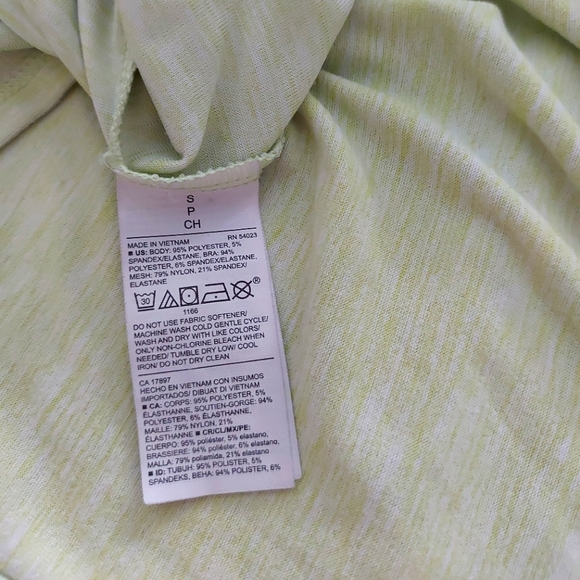 S
P
CH
MADE IN VIETNAM RN 54023
■ US: BODY: 95% POLYESTER, 5%
SPANDEX/ELASTANE, BRA: 94%
POLYESTER, 6% SPANDEX/ELASTANE,
MESH: 79% NYLON, 21% SPANDEX/
ELASTANE
30
1166
DO NOT USE FABRIC SOFTENER/
MACHINE WASH COLD GENTLE CYCLE/
WASH AND DRY WITH LIKE COLORS/
ONLY NON-CHLORINE BLEACH WHEN
NEEDED/ TUMBLE DRY LOW/ COOL
IRON/ DO NOT DRY CLEAN
CA 17897
HECHO EN VIETNAM CON INSUMOS
IMPORTADOS/ DIBUAT DI VIETNAM
■ CA: CORPS: 95% POLYESTER, 5%
ÉLASTHANNE, SOUTIEN-GORGE: 94%
POLYESTER, 6% ÉLASTHANNE,
MAILLE: 79% NYLON, 21%
ÉLASTHANNE ■ CR/CL/MX/PE:
CUERPO: 95% poliéster, 5% elastano,
BRASSIERE: 94% poliéster, 6% elastano,
MALLA: 79% poliamida, 21% elastano
■ ID: TUBUH: 95% POLISTER, 5%
SPANDEKS, BEHA: 94% POLISTER, 6%